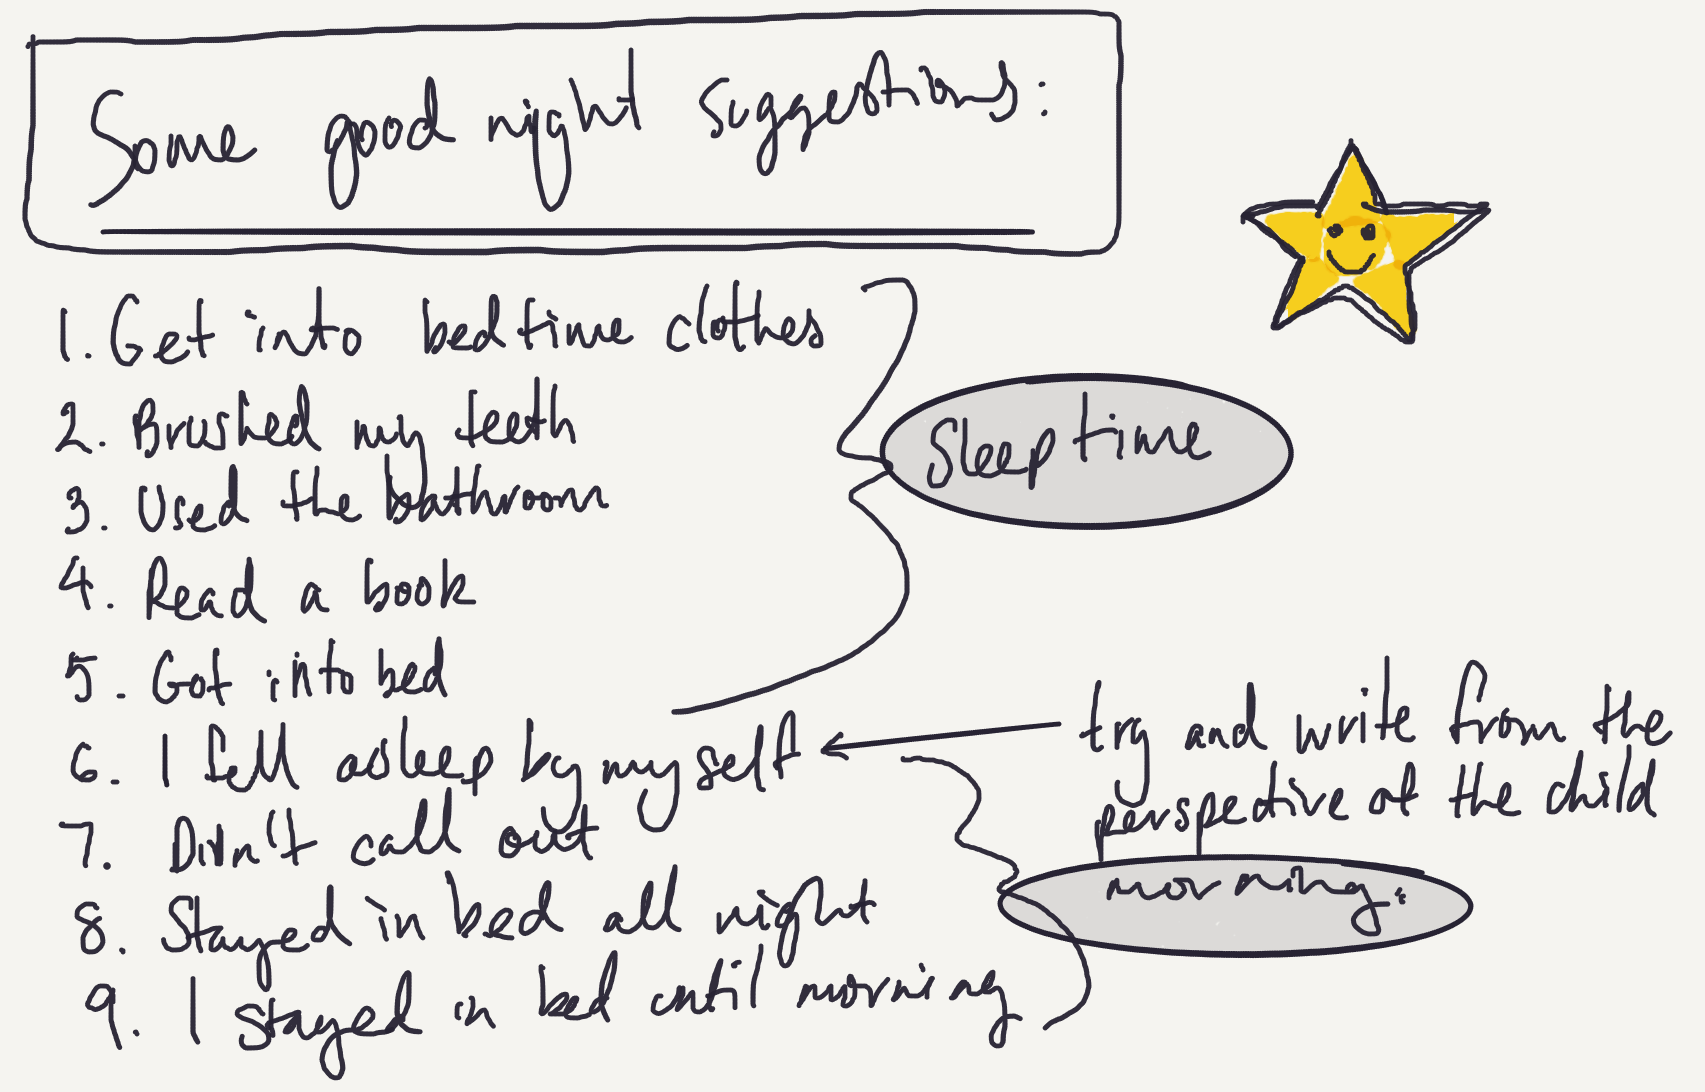 Some good night suggestions:
1. Get into bedtime clothes
2. Brushed my teeth
3. Used the bathroom
4. Read a book
5. Got into bed
Sleep time
6. I fell asleep by myself
7. Didn't call out
8. Stayed in bed all night
9. I stayed in bed until morning
try and write from the
perspective of the child
morning.